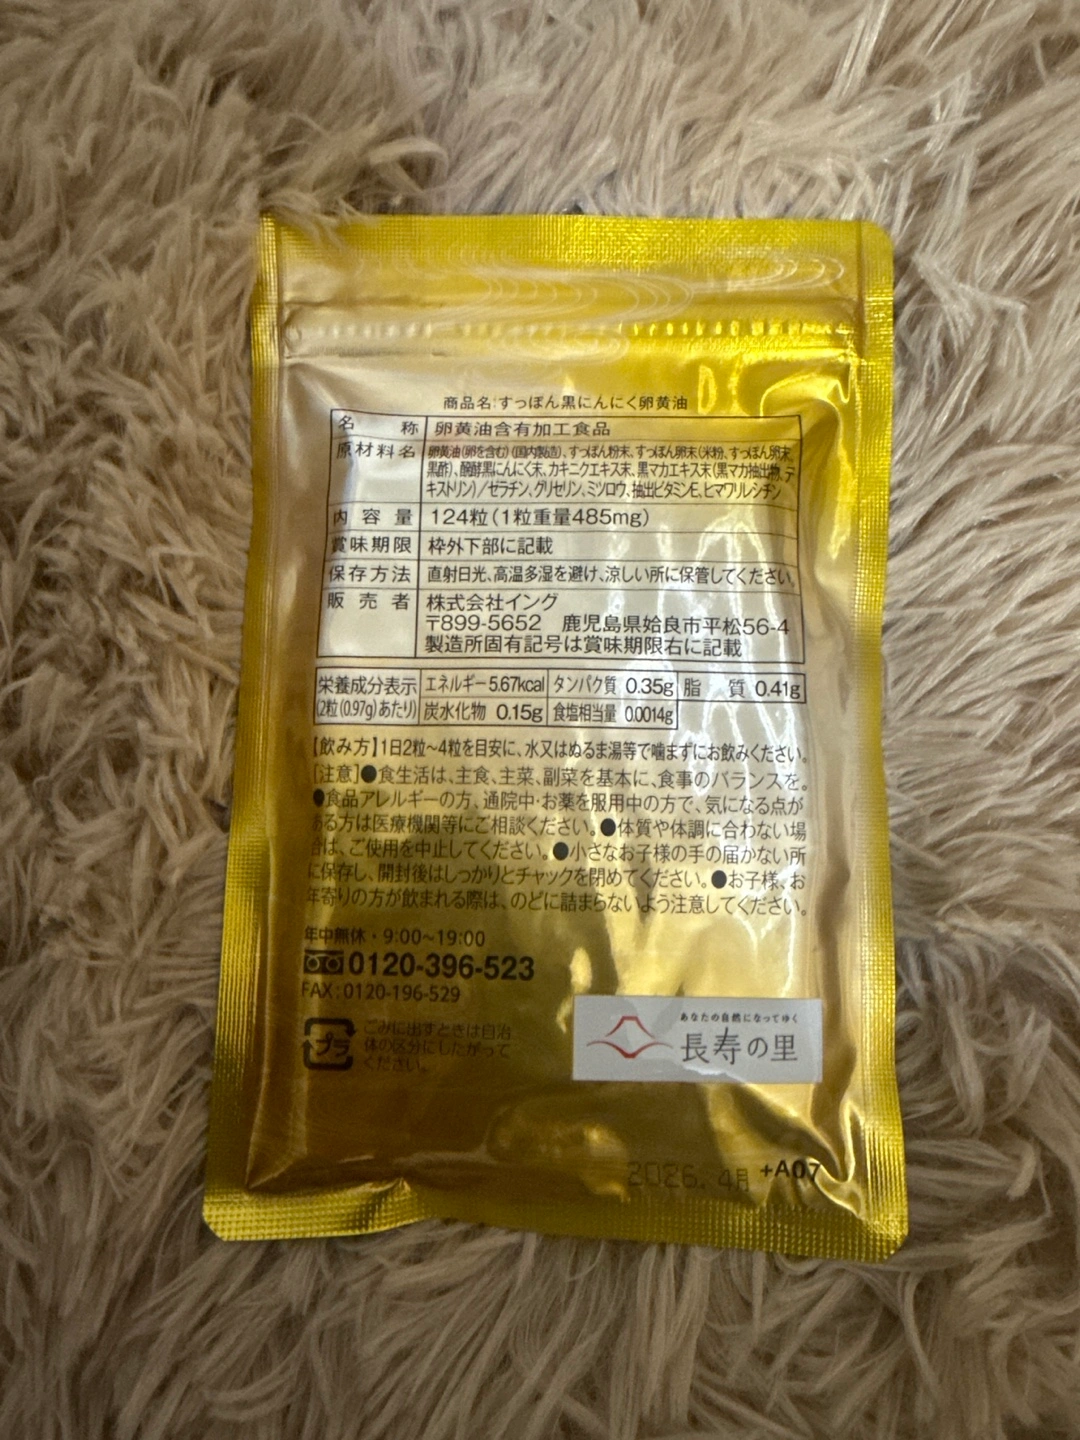 商品名:すっぽん黒にんにく卵黄油
名称 卵黄油含有加工食品
原材料名 卵黄油(卵を含む)(国内製造)、すっぽん粉末、すっぽん卵末(米粉、すっぽん卵末、
黒酢)、醗酵黒にんにく末、カキニクエキス末、黒マカエキス末(黒マカ抽出物、デ
キストリン)/ゼラチン、グリセリン、ミツロウ、抽出ビタミンE、ヒマワリレシチン
内容量 124粒(1粒重量485mg)
賞味期限 枠外下部に記載
保存方法 直射日光、高温多湿を避け、涼しい所に保管してください。
販売者 株式会社イング
〒899-5652 鹿児島県姶良市平松56-4
製造所固有記号は賞味期限右に記載
栄養成分表示 エネルギー5.67kcal タンパク質 0.35g 脂質 0.41g
(2粒(0.97g)あたり) 炭水化物 0.15g 食塩相当量 0.0014g
【飲み方】1日2粒~4粒を目安に、水又はぬるま湯等で噛まずにお飲みください。
[注意]●食生活は、主食、主菜、副菜を基本に、食事のバランスを。
●食品アレルギーの方、通院中・お薬を服用中の方で、気になる点が
ある方は医療機関等にご相談ください。●体質や体調に合わない場
合は、ご使用を中止してください。●小さなお子様の手の届かない所
に保存し、開封後はしっかりとチャックを閉めてください。●お子様、お
年寄りの方が飲まれる際は、のどに詰まらないよう注意してください。
年中無休・9:00~19:00
0120-396-523
FAX:0120-196-529
プラ
ごみに出すときは自治
体の区分にしたがって
ください。
あなたの自然になってゆく
長寿の里
2026.4月 +A07